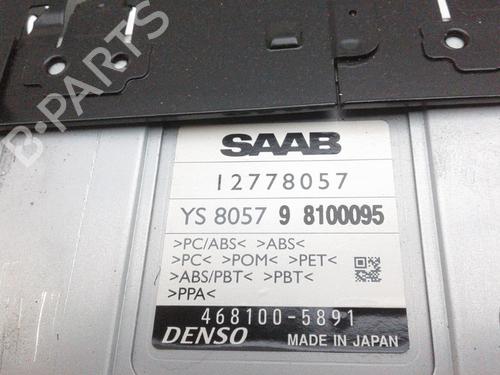 B-PARTS
SAAB
12778057
YS 8057 9 8100095
>PC/ABS< >ABS<
>PC< >POM< >PET<
>ABS/PBT< >PBT<
>PPA<
468100-5891
DENSO MADE IN JAPAN